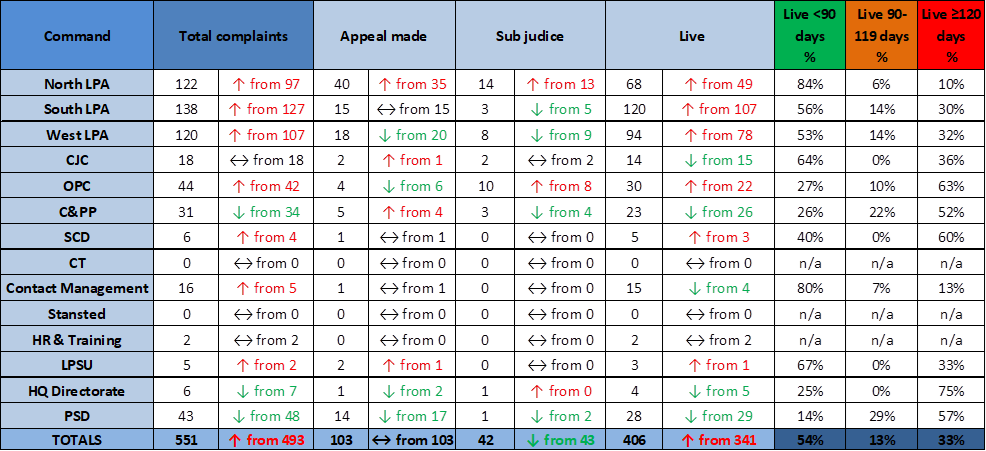 Command Total complaints Appeal made Sub judice Live Live <90 days % Live 90-119 days % Live ≥120 days %
North LPA 122 ↑ from 97 40 ↑ from 35 14 ↑ from 13 68 ↑ from 49 84% 6% 10%
South LPA 138 ↑ from 127 15 ↔ from 15 3 ↓ from 5 120 ↑ from 107 56% 14% 30%
West LPA 120 ↑ from 107 18 ↓ from 20 8 ↓ from 9 94 ↑ from 78 53% 14% 32%
CJC 18 ↔ from 18 2 ↑ from 1 2 ↔ from 2 14 ↓ from 15 64% 0% 36%
OPC 44 ↑ from 42 4 ↓ from 6 10 ↑ from 8 30 ↑ from 22 27% 10% 63%
C&PP 31 ↓ from 34 5 ↑ from 4 3 ↓ from 4 23 ↓ from 26 26% 22% 52%
SCD 6 ↑ from 4 1 ↔ from 1 0 ↔ from 0 5 ↑ from 3 40% 0% 60%
CT 0 ↔ from 0 0 ↔ from 0 0 ↔ from 0 0 ↔ from 0 n/a n/a n/a
Contact Management 16 ↑ from 5 1 ↔ from 1 0 ↔ from 0 15 ↓ from 4 80% 7% 13%
Stansted 0 ↔ from 0 0 ↔ from 0 0 ↔ from 0 0 ↔ from 0 n/a n/a n/a
HR & Training 2 ↔ from 2 0 ↔ from 0 0 ↔ from 0 2 ↔ from 2 n/a n/a n/a
LPSU 5 ↑ from 2 2 ↑ from 1 0 ↔ from 0 3 ↑ from 1 67% 0% 33%
HQ Directorate 6 ↓ from 7 1 ↓ from 2 1 ↑ from 0 4 ↓ from 5 25% 0% 75%
PSD 43 ↓ from 48 14 ↓ from 17 1 ↓ from 2 28 ↓ from 29 14% 29% 57%
TOTALS 551 ↑ from 493 103 ↔ from 103 42 ↓ from 43 406 ↑ from 341 54% 13% 33%